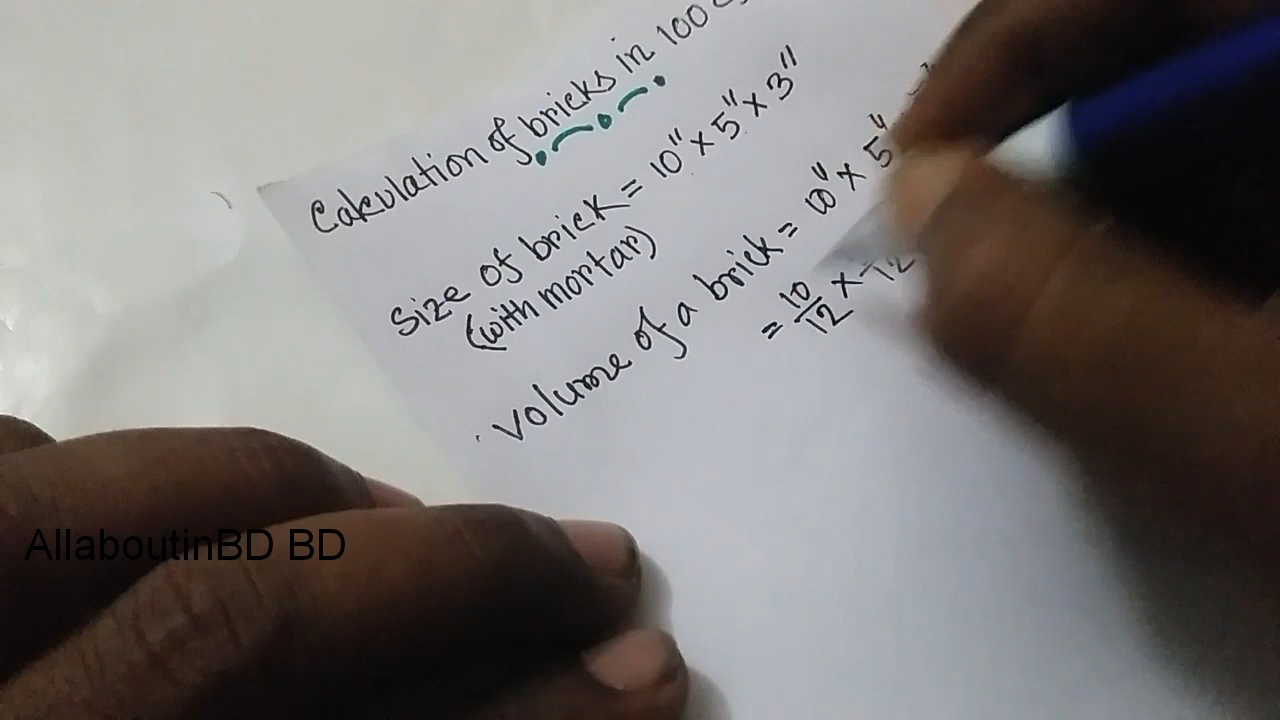 Calculation of bricks in 100
Size of brick = 10" × 5" × 3"
(with mortar)
Volume of a brick = 10" × 5"
= 10/12 × /12
AllaboutinBD BD